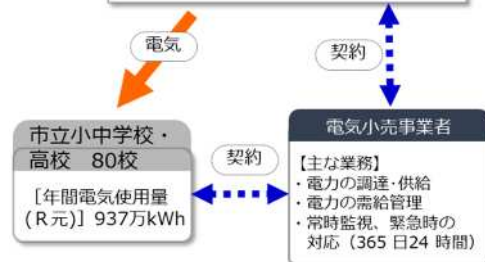 電気
契約
市立小中学校・
高校 80校
[年間電気使用量
(R元)] 937万kWh
契約
電気小売事業者
【主な業務】
・電力の調達・供給
・電力の需給管理
・常時監視、緊急時の
対応（365 日24 時間）